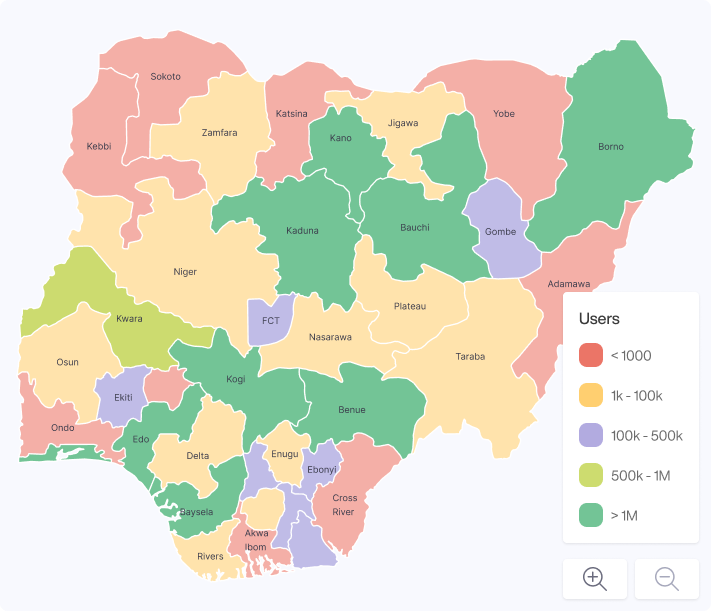 Sokoto
Katsina
Yobe
Zamfara
Jigawa
Kano
Kebbi
Borno
Kaduna
Bauchi
Gombe
Niger
Adamawa
Plateau
Kwara
FCT
Nasarawa
Taraba
Osun
Kogi
Ekiti
Benue
Ondo
Edo
Delta
Enugu
Ebonyi
Cross
River
Baysela
Akwa
Ibom
Rivers
Users
< 1000
1k - 100k
100k - 500k
500k - 1M
> 1M